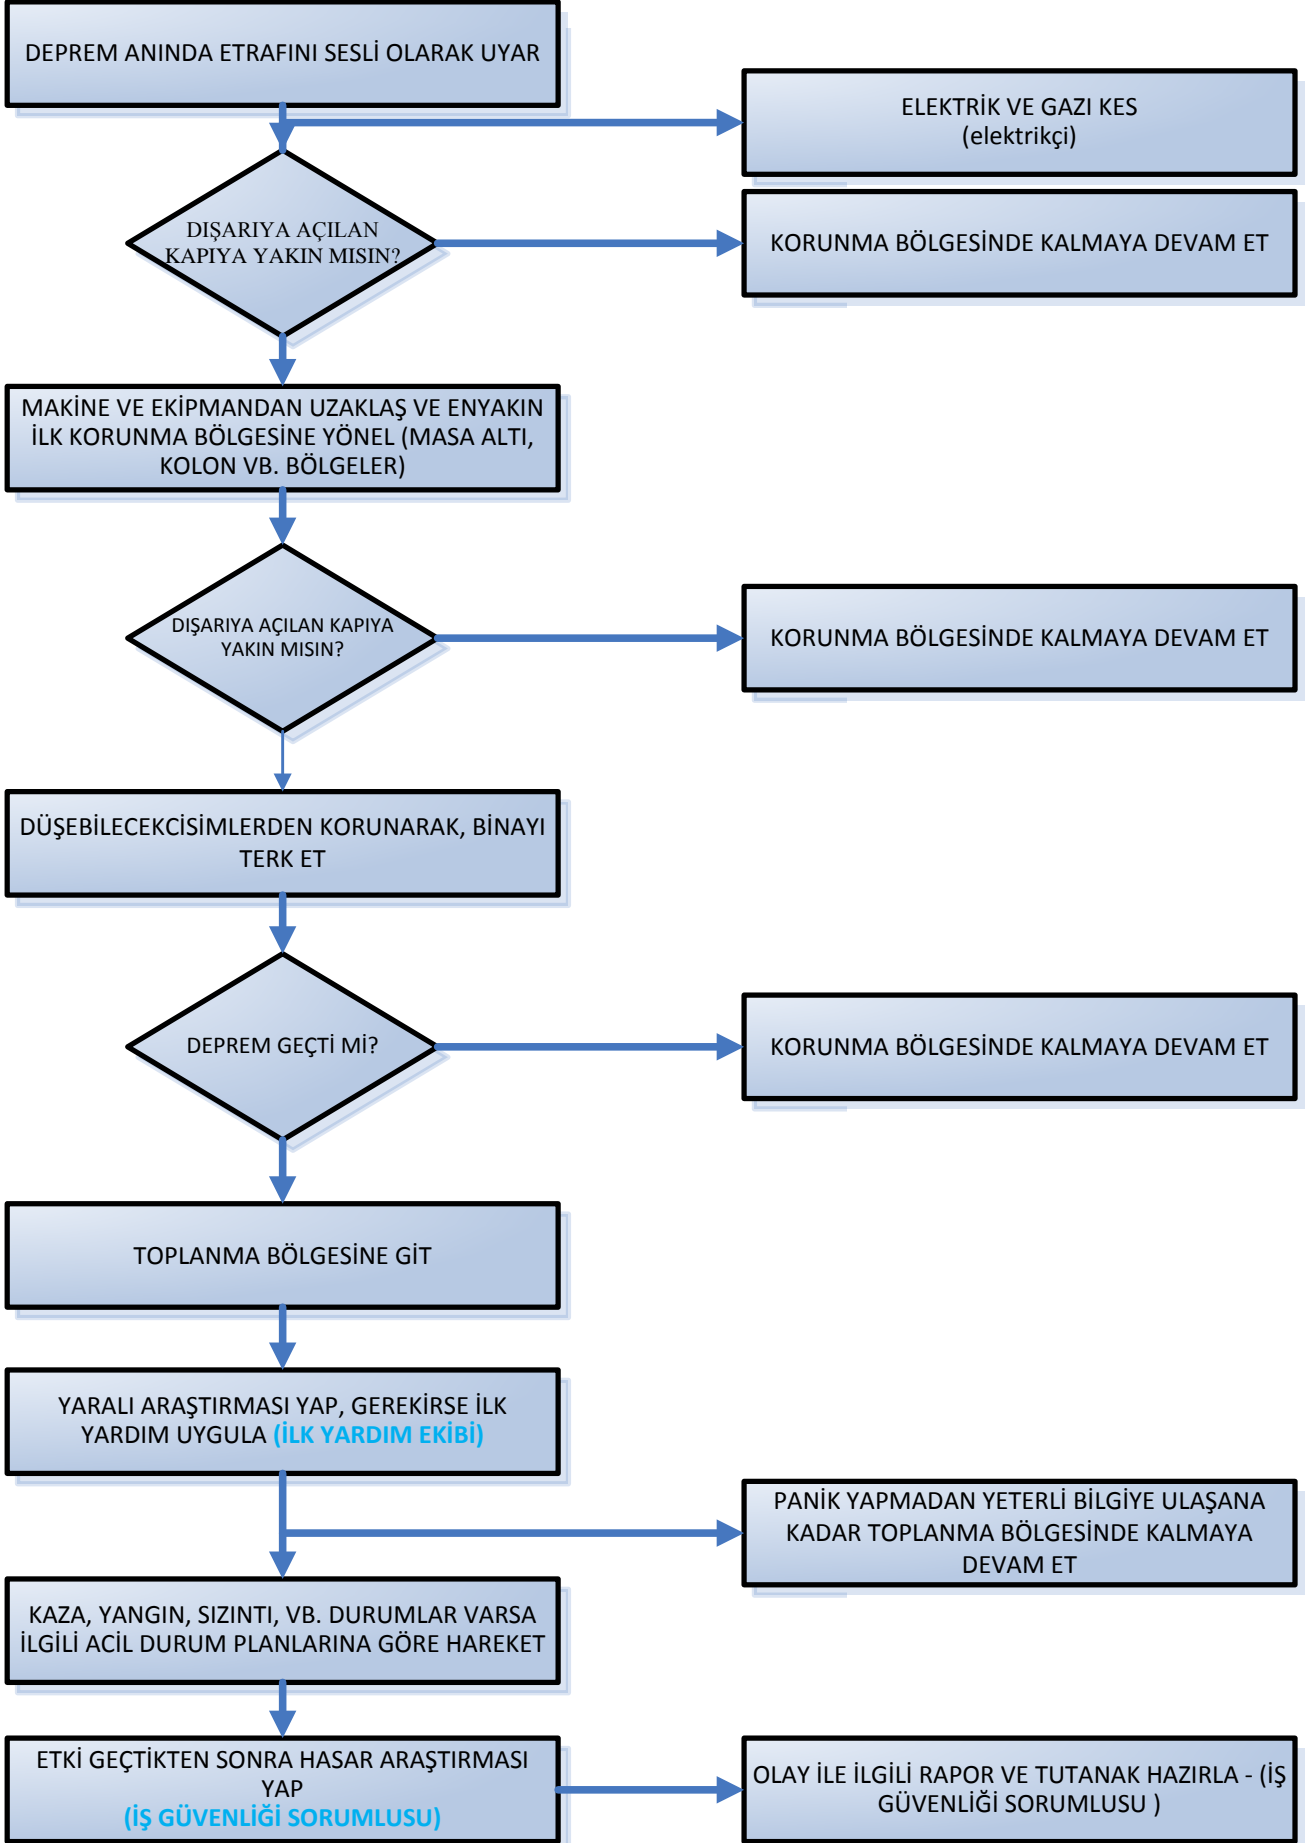 DEPREM ANINDA ETRAFINI SESLİ OLARAK UYAR
ELEKTRİK VE GAZI KES
(elektrikçi)
DIŞARIYA AÇILAN
KAPIYA YAKIN MISIN?
KORUNMA BÖLGESİNDE KALMAYA DEVAM ET
MAKİNE VE EKİPMANDAN UZAKLAŞ VE ENYAKIN
İLK KORUNMA BÖLGESİNE YÖNEL (MASA ALTI,
KOLON VB. BÖLGELER)
DIŞARIYA AÇILAN KAPIYA
YAKIN MISIN?
KORUNMA BÖLGESİNDE KALMAYA DEVAM ET
DÜŞEBİLECEKCİSİMLERDEN KORUNARAK, BİNAYI
TERK ET
DEPREM GEÇTİ Mİ?
KORUNMA BÖLGESİNDE KALMAYA DEVAM ET
TOPLANMA BÖLGESİNE GİT
YARALI ARAŞTIRMASI YAP, GEREKİRSE İLK
YARDIM UYGULA (İLK YARDIM EKİBİ)
PANİK YAPMADAN YETERLİ BİLGİYE ULAŞANA
KADAR TOPLANMA BÖLGESİNDE KALMAYA
DEVAM ET
KAZA, YANGIN, SIZINTI, VB. DURUMLAR VARSA
İLGİLİ ACİL DURUM PLANLARINA GÖRE HAREKET
ETKİ GEÇTİKTEN SONRA HASAR ARAŞTIRMASI
YAP
(İŞ GÜVENLİĞİ SORUMLUSU)
OLAY İLE İLGİLİ RAPOR VE TUTANAK HAZIRLA - (İŞ
GÜVENLİĞİ SORUMLUSU )